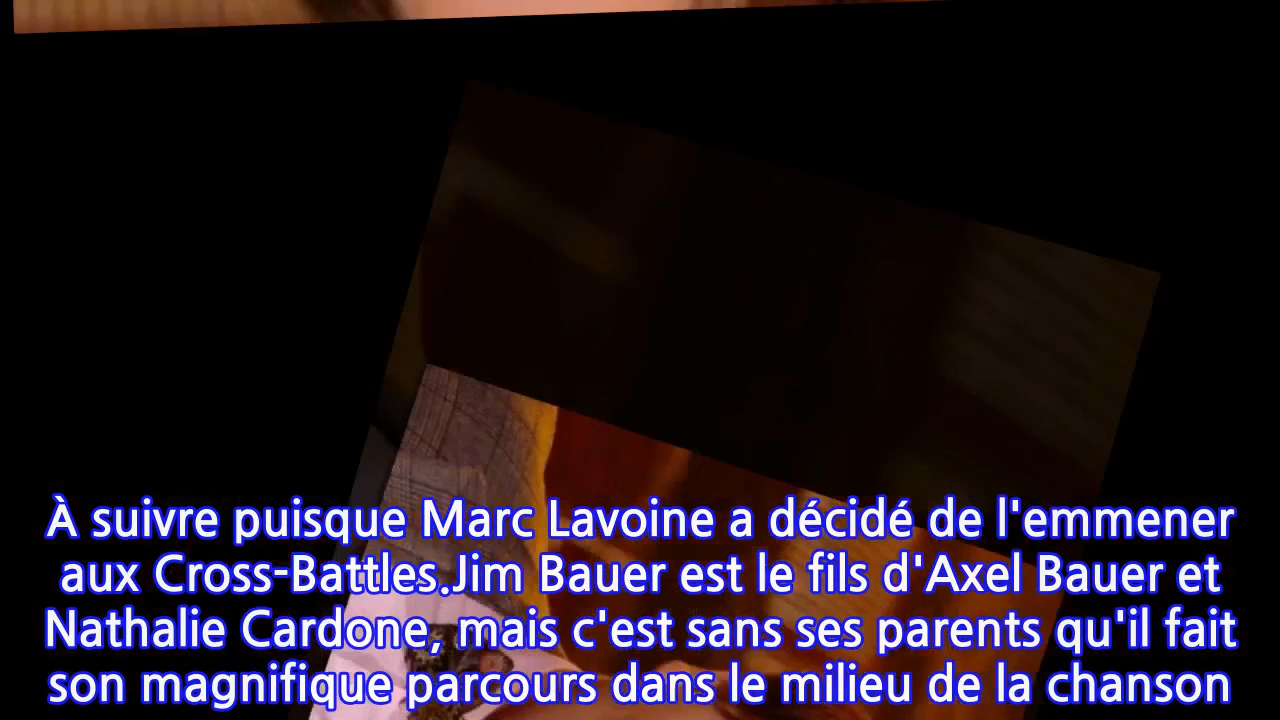 À suivre puisque Marc Lavoine a décidé de l'emmener
aux Cross-Battles.Jim Bauer est le fils d'Axel Bauer et
Nathalie Cardone, mais c'est sans ses parents qu'il fait
son magnifique parcours dans le milieu de la chanson